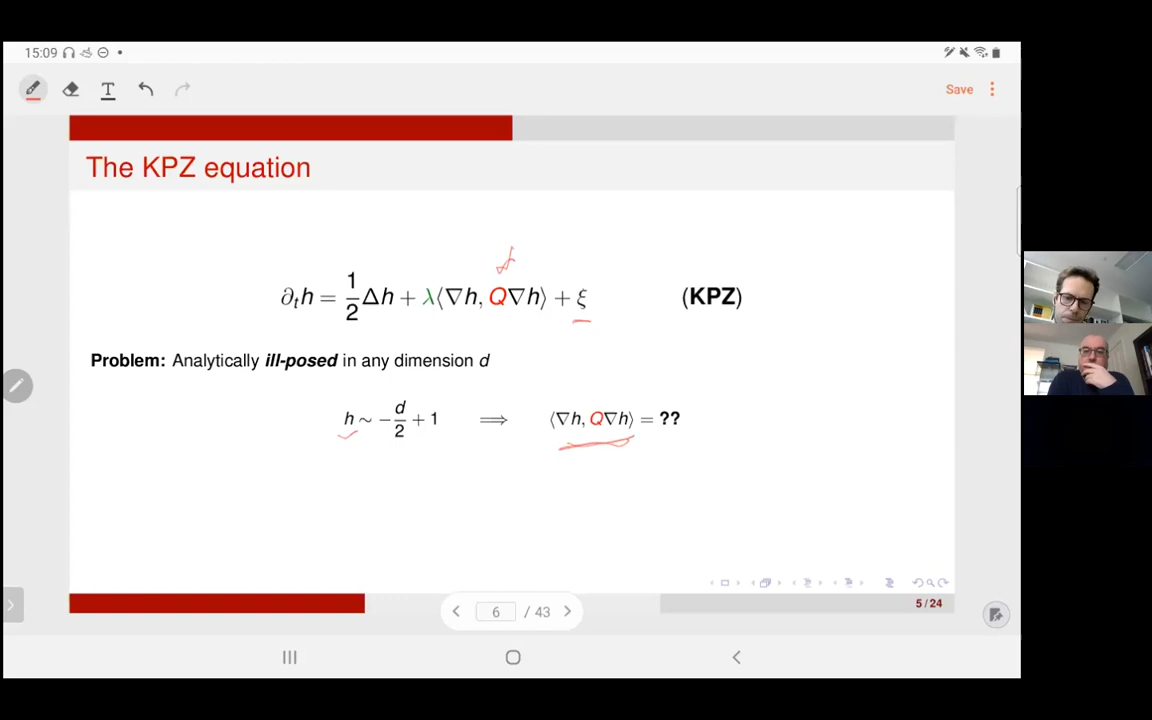 15:09
Save
The KPZ equation
∂ₜh = 1/2 Δh + λ⟨∇h, Q∇h⟩ + ξ (KPZ)
Problem: Analytically ill-posed in any dimension d
h ∼ −d/2 + 1 ⟹ ⟨∇h, Q∇h⟩ = ??
5/24
6 / 43